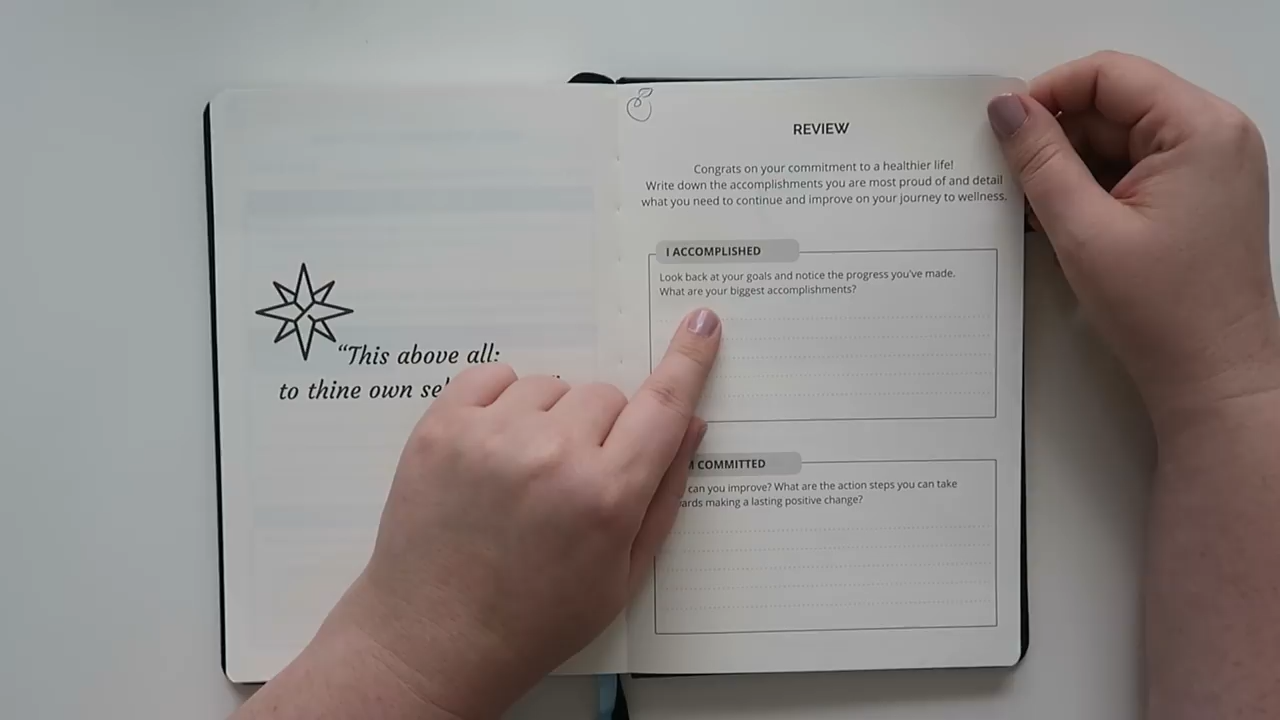 “This above all:
to thine own se
REVIEW
Congrats on your commitment to a healthier life!
Write down the accomplishments you are most proud of and detail
what you need to continue and improve on your journey to wellness.
I ACCOMPLISHED
Look back at your goals and notice the progress you've made.
What are your biggest accomplishments?
COMMITTED
can you improve? What are the action steps you can take
making a lasting positive change?